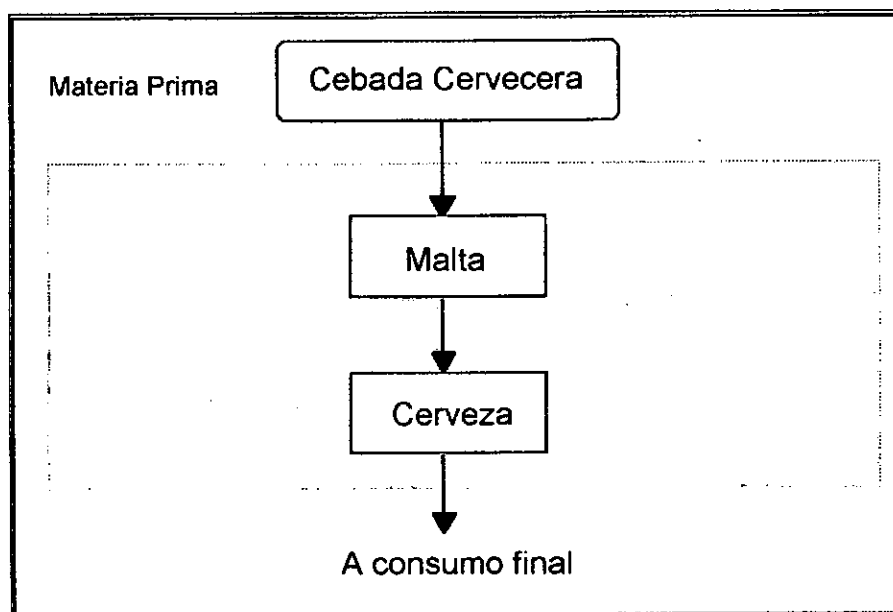 Materia Prima
Cebada Cervecera
Malta
Cerveza
A consumo final